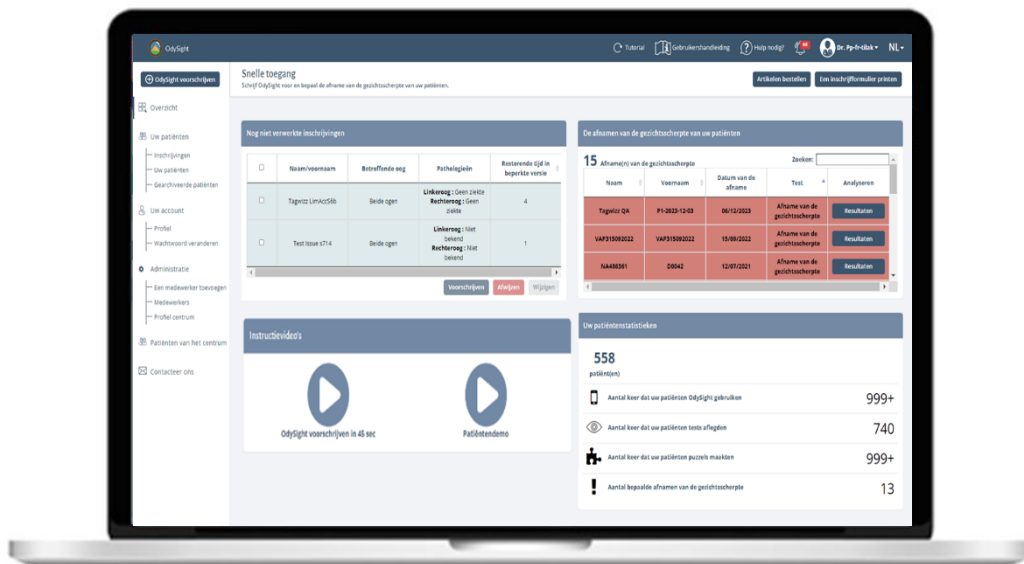 OdySight
Tutorial
Gebruikershandleiding
Hulp nodig?
Dr. Pp-fr-tilak
NL
OdySight voorschrijven
Snelle toegang
Schrijf OdySight voor en bepaal de afname van de gezichtsscherpte van uw patiënten.
Artikelen bestellen
Een inschrijfformulier printen
Overzicht
Uw patiënten
Inschrijvingen
Uw patiënten
Gearchiveerde patiënten
Uw account
Profiel
Wachtwoord veranderen
Administratie
Een medewerker toevoegen
Medewerkers
Profiel centrum
Patiënten van het centrum
Contacteer ons
Nog niet verwerkte inschrijvingen
Naam/voornaam Betreffende oog Pathologieën Resterende tijd in
beperkte versie
Tagwizz LimAccS6b Beide ogen Linkeroog : Geen ziekte
Rechteroog : Geen
ziekte
4
Test Issue s714 Beide ogen Linkeroog : Niet
bekend
Rechteroog : Niet
bekend
1
Voorschrijven Afwijzen Wijzigen
De afnamen van de gezichtsscherpte van uw patiënten
15 Afname(n) van de gezichtsscherpte
Zoeken:
Naam Voornaam Datum van de
afname
Test Analyseren
Tagwizz QA P1-2023-12-03 06/12/2023 Afname van de
gezichtsscherpte
Resultaten
VAP315092022 VAP315092022 15/09/2022 Afname van de
gezichtsscherpte
Resultaten
D0042 12/07/2021 Afname van de
gezichtsscherpte
Resultaten
Instructievideo's
OdySight voorschrijven in 45 sec
Patiëntendemo
Uw patiëntenstatistieken
558
patiënt(en)
Aantal keer dat uw patiënten OdySight gebruiken 999+
Aantal keer dat uw patiënten tests aflegden 740
Aantal keer dat uw patiënten puzzels maakten 999+
Aantal bepaalde afnamen van de gezichtsscherpte 13